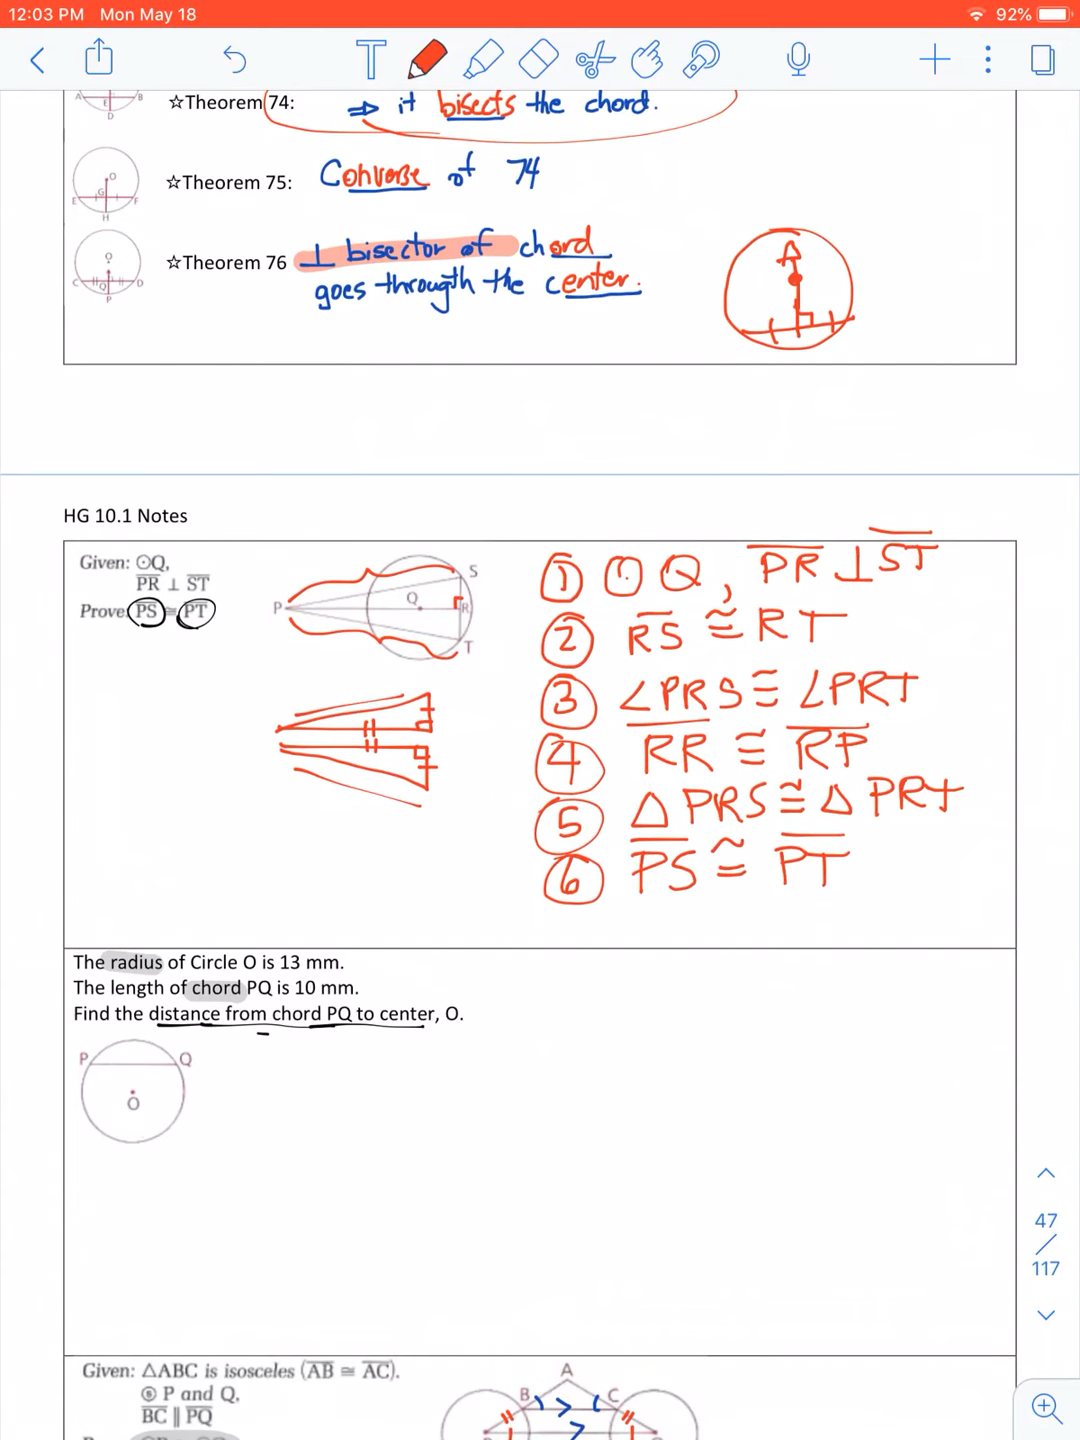 12:03 PM Mon May 18
92%
T
A B
E
D
☆Theorem 74:
⇒ it bisects the chord.
O
G
E F
H
☆Theorem 75:
Converse of 74
O
C Q D
P
☆Theorem 76
⊥ bisector of chord
goes through the center.
HG 10.1 Notes
Given: ⊙Q,
PR ⊥ ST
Prove: PS ≅ PT
P Q R S T
① ⊙ Q, PR ⊥ ST
② RS ≅ RT
③ ∠PRS ≅ ∠PRT
④ RR ≅ RP
⑤ △ PRS ≅ △ PRT
⑥ PS ≅ PT
The radius of Circle O is 13 mm.
The length of chord PQ is 10 mm.
Find the distance from chord PQ to center, O.
P Q
O
47
/
117
Given: △ABC is isosceles (AB ≅ AC).
⊙ P and Q,
BC ∥ PQ
A
B C